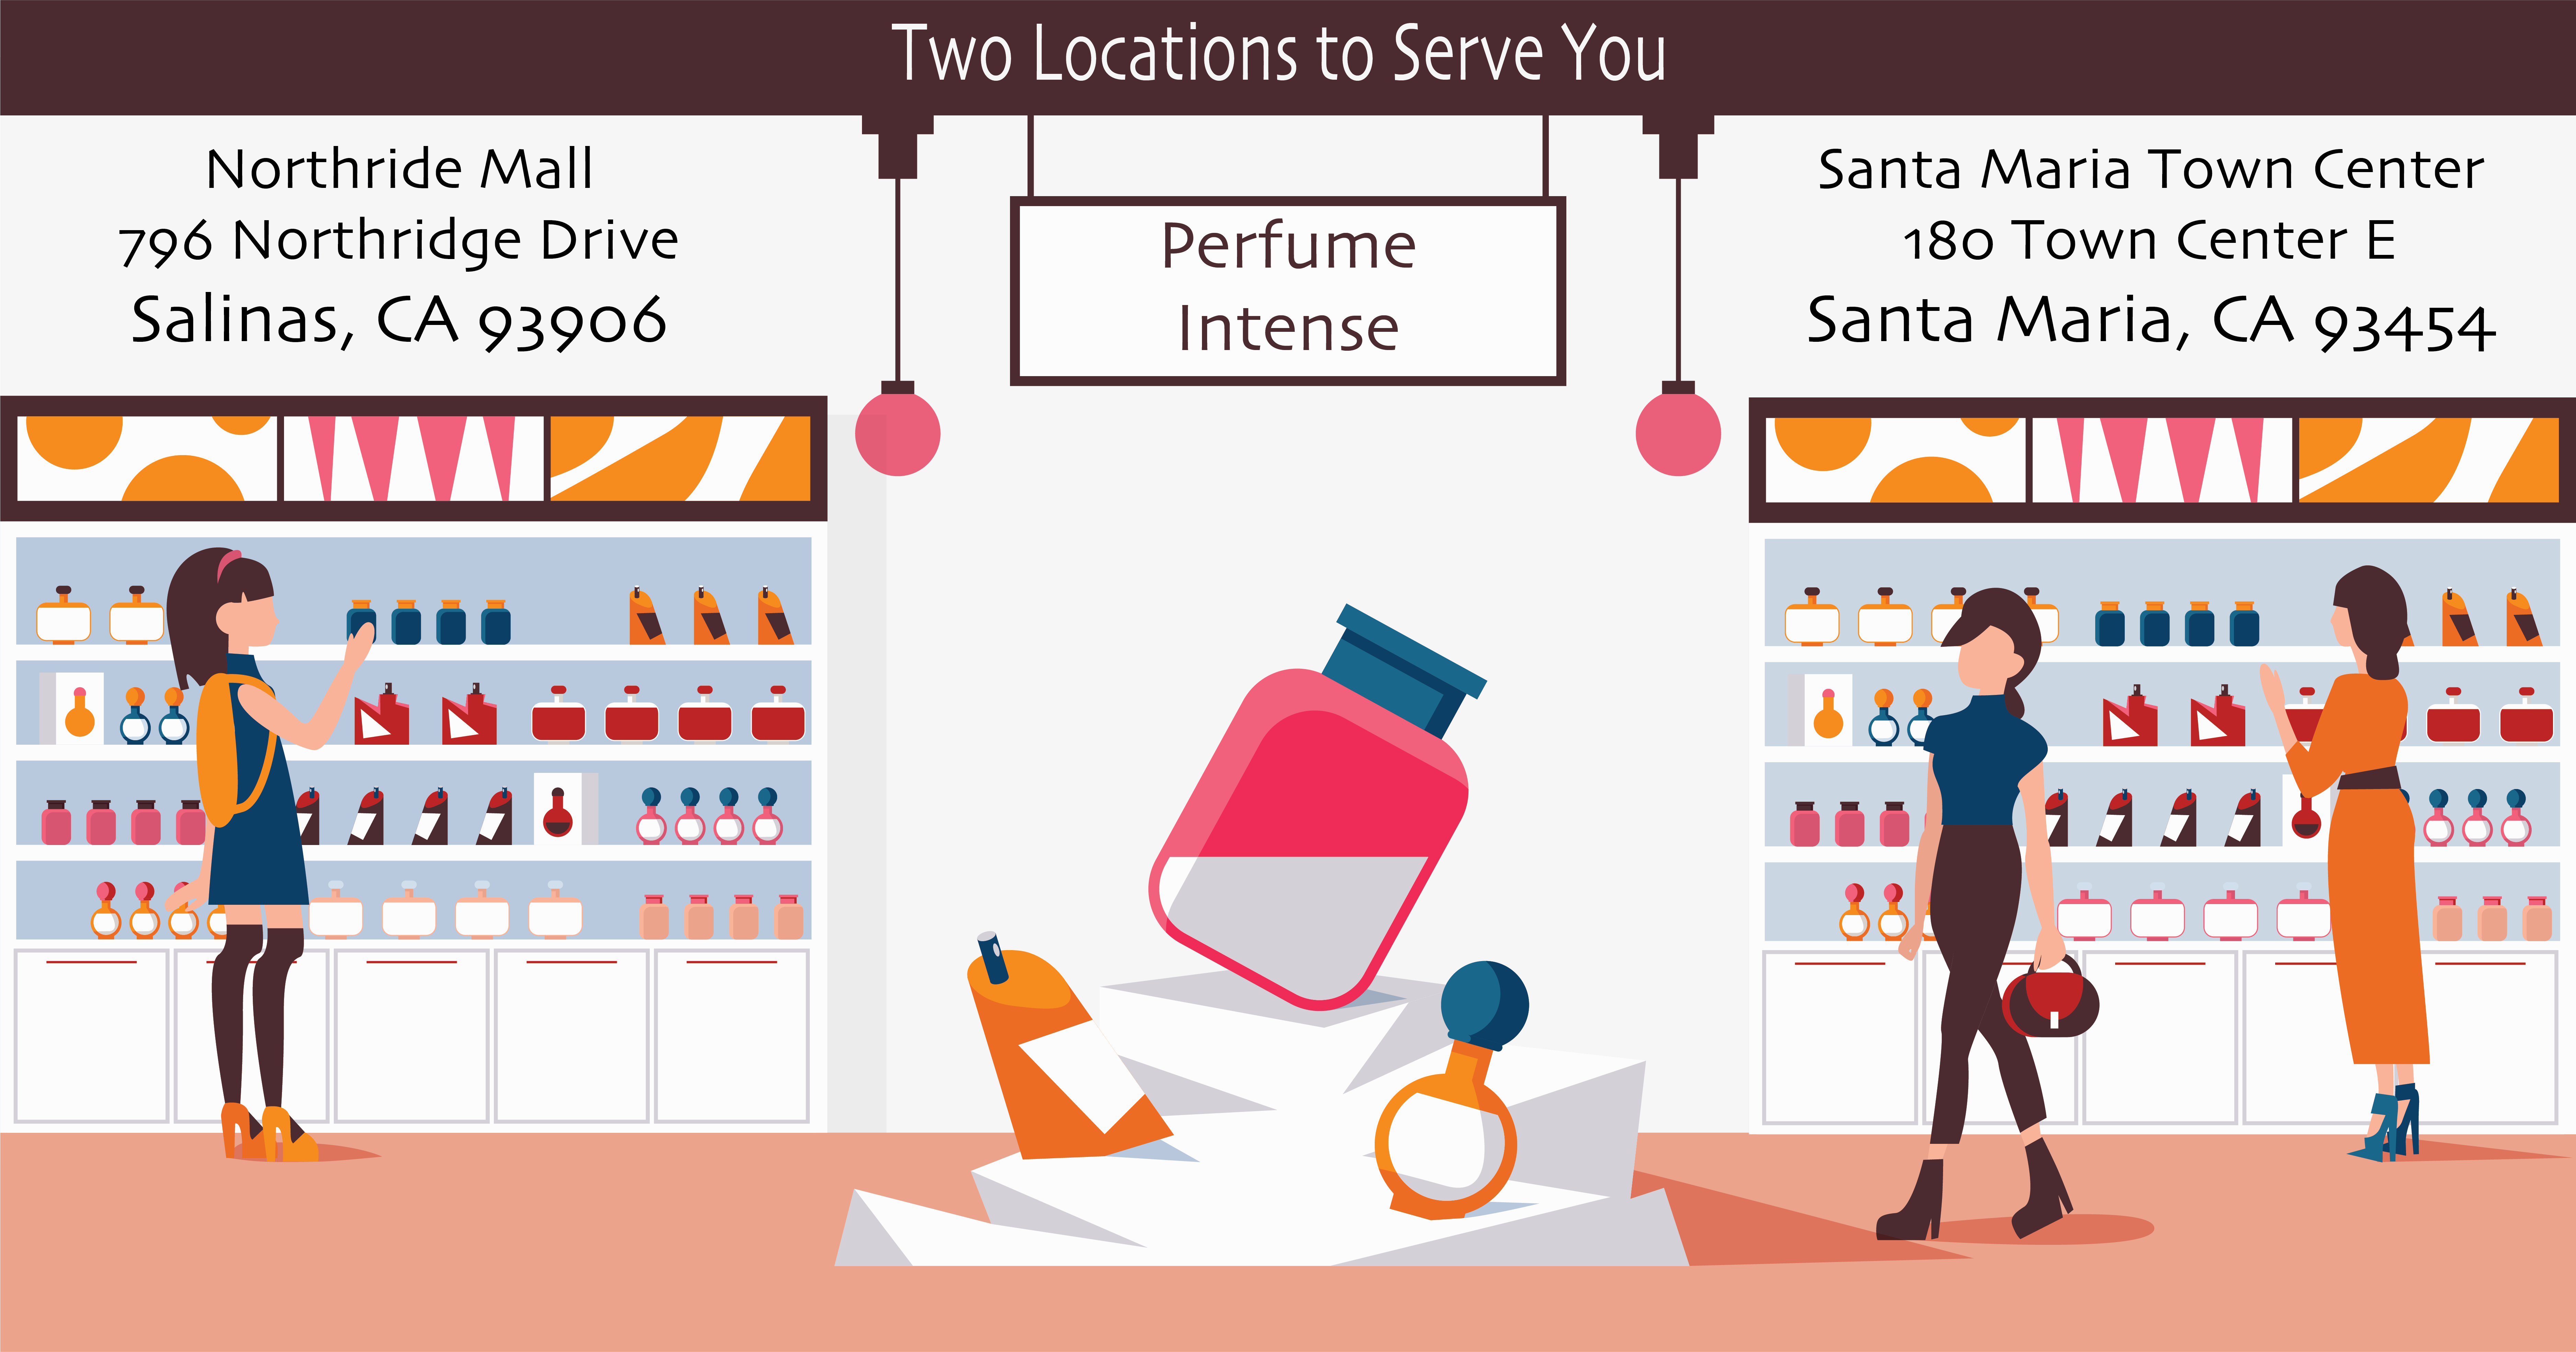 Two Locations to Serve You
Northride Mall
796 Northridge Drive
Salinas, CA 93906
Perfume
Intense
Santa Maria Town Center
180 Town Center E
Santa Maria, CA 93454